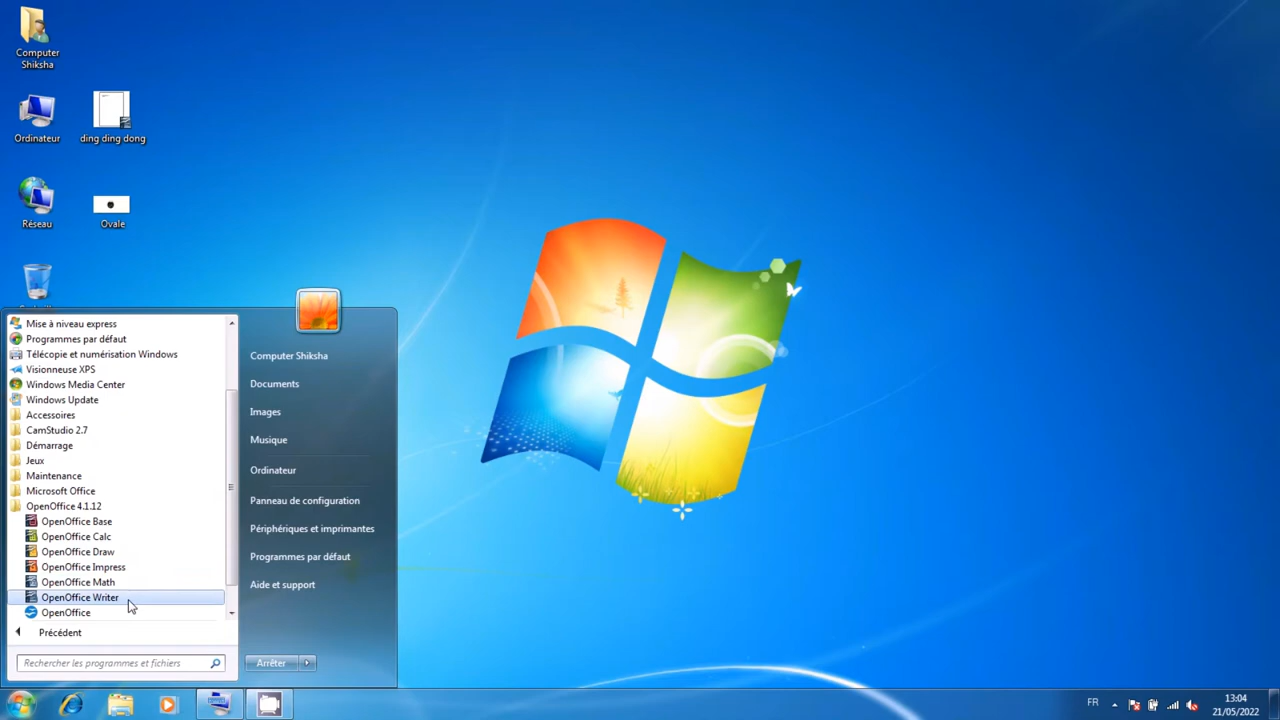 Computer
Shiksha
Ordinateur
ding ding dong
Réseau
Ovale
Mise à niveau express
Programmes par défaut
Télécopie et numérisation Windows
Visionneuse XPS
Windows Media Center
Windows Update
Accessoires
CamStudio 2.7
Démarrage
Jeux
Maintenance
Microsoft Office
OpenOffice 4.1.12
OpenOffice Base
OpenOffice Calc
OpenOffice Draw
OpenOffice Impress
OpenOffice Math
OpenOffice Writer
OpenOffice
Précédent
Rechercher les programmes et fichiers
Computer Shiksha
Documents
Images
Musique
Ordinateur
Panneau de configuration
Périphériques et imprimantes
Programmes par défaut
Aide et support
Arrêter
FR
13:04
21/05/2022